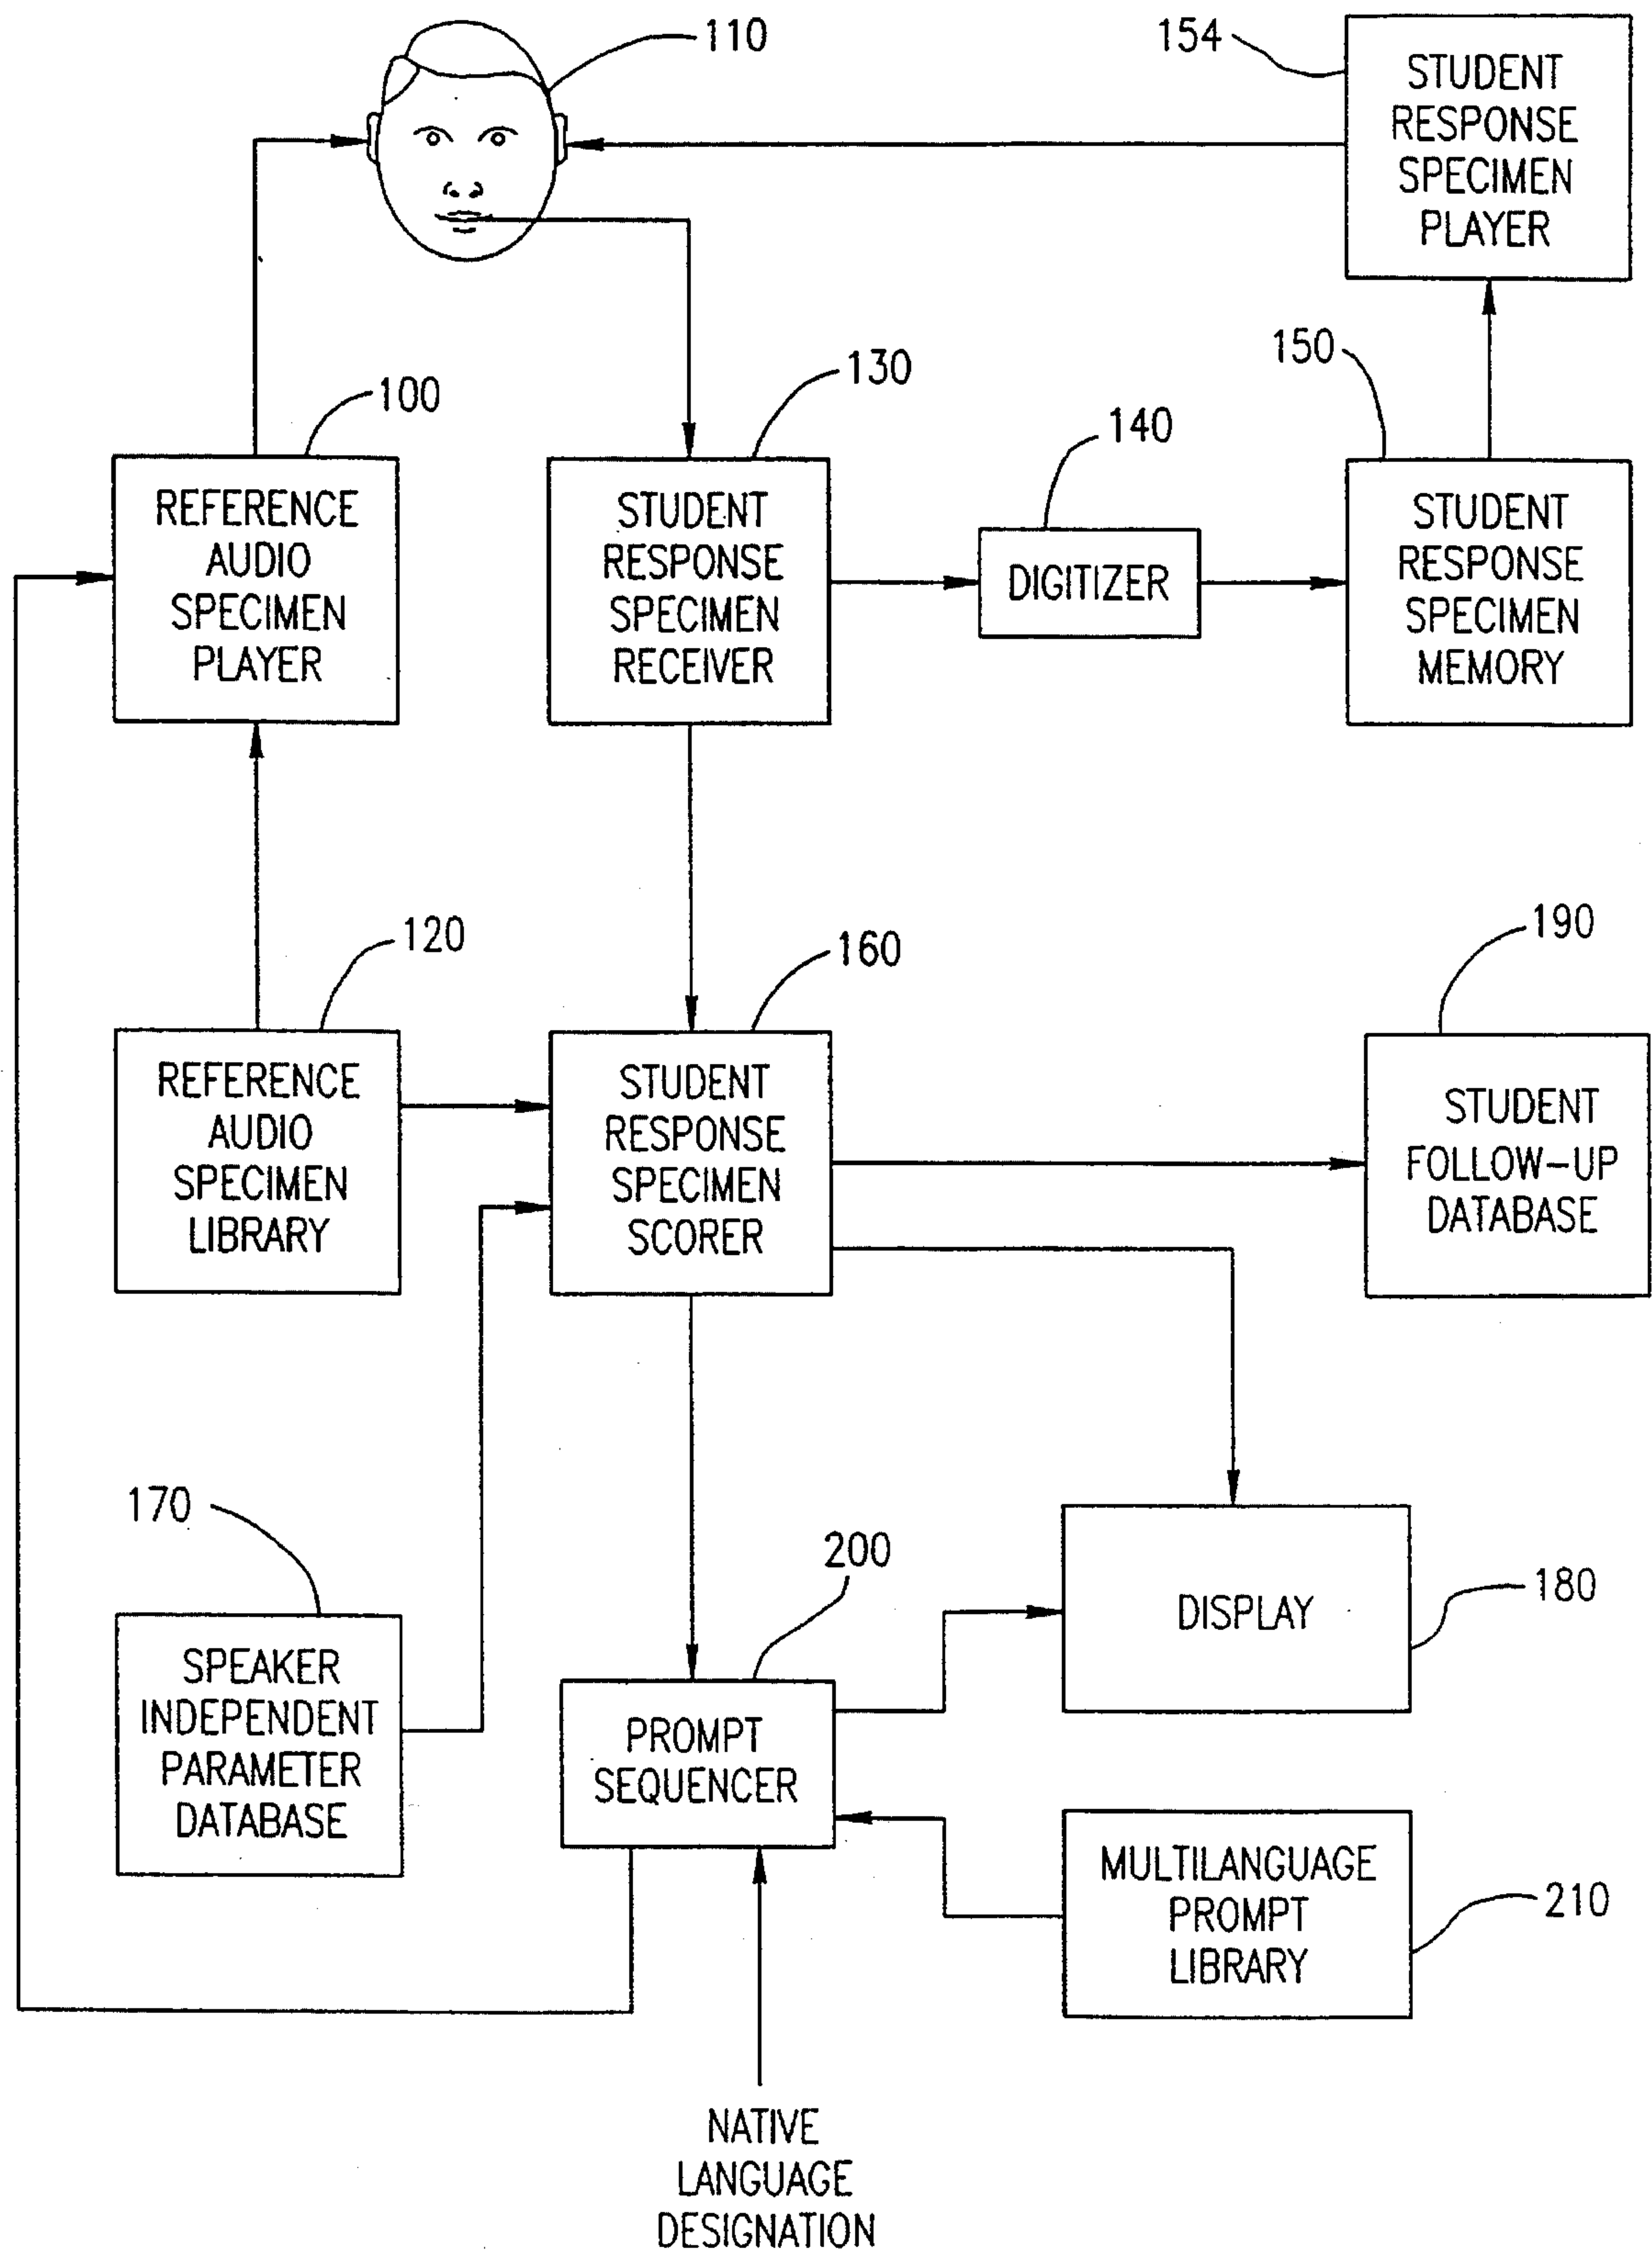 110
154
STUDENT
RESPONSE
SPECIMEN
PLAYER
100
REFERENCE
AUDIO
SPECIMEN
PLAYER
130
STUDENT
RESPONSE
SPECIMEN
RECEIVER
140
DIGITIZER
150
STUDENT
RESPONSE
SPECIMEN
MEMORY
120
REFERENCE
AUDIO
SPECIMEN
LIBRARY
160
STUDENT
RESPONSE
SPECIMEN
SCORER
190
STUDENT
FOLLOW-UP
DATABASE
170
SPEAKER
INDEPENDENT
PARAMETER
DATABASE
200
PROMPT
SEQUENCER
DISPLAY
180
MULTILANGUAGE
PROMPT
LIBRARY
210
NATIVE
LANGUAGE
DESIGNATION